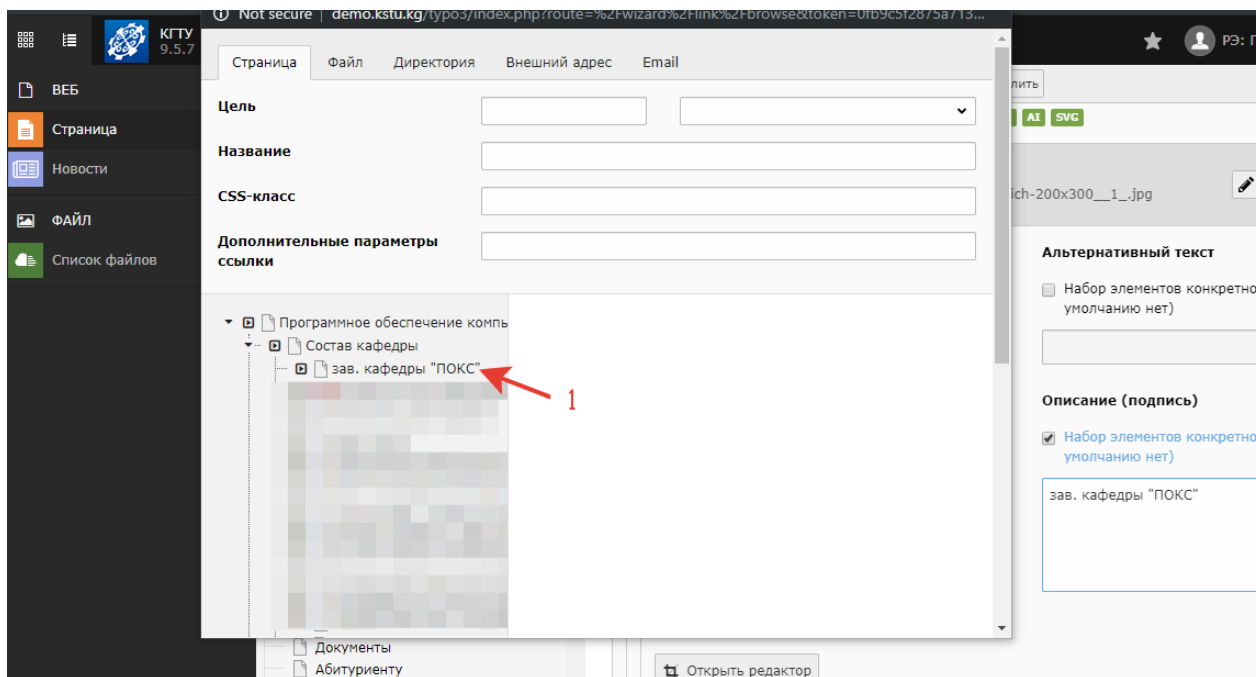 Not secure | demo.kstu.kg/typo3/index.php?route=%2Fwizard%2Flink%2Fbrowse&token=0fb9c5f2875a713...
КГТУ
9.5.7
РЭ: Г
ВЕБ
Страница
Новости
ФАЙЛ
Список файлов
Страница Файл Директория Внешний адрес Email
Цель
Название
CSS-класс
Дополнительные параметры
ссылки
Программное обеспечение компь
Состав кафедры
зав. кафедры "ПОКС"
1
Документы
Абитуриенту
лить
AI SVG
ich-200x300__1_.jpg
Альтернативный текст
Набор элементов конкретно
умолчанию нет)
Описание (подпись)
Набор элементов конкретно
умолчанию нет)
зав. кафедры "ПОКС"
Открыть редактор